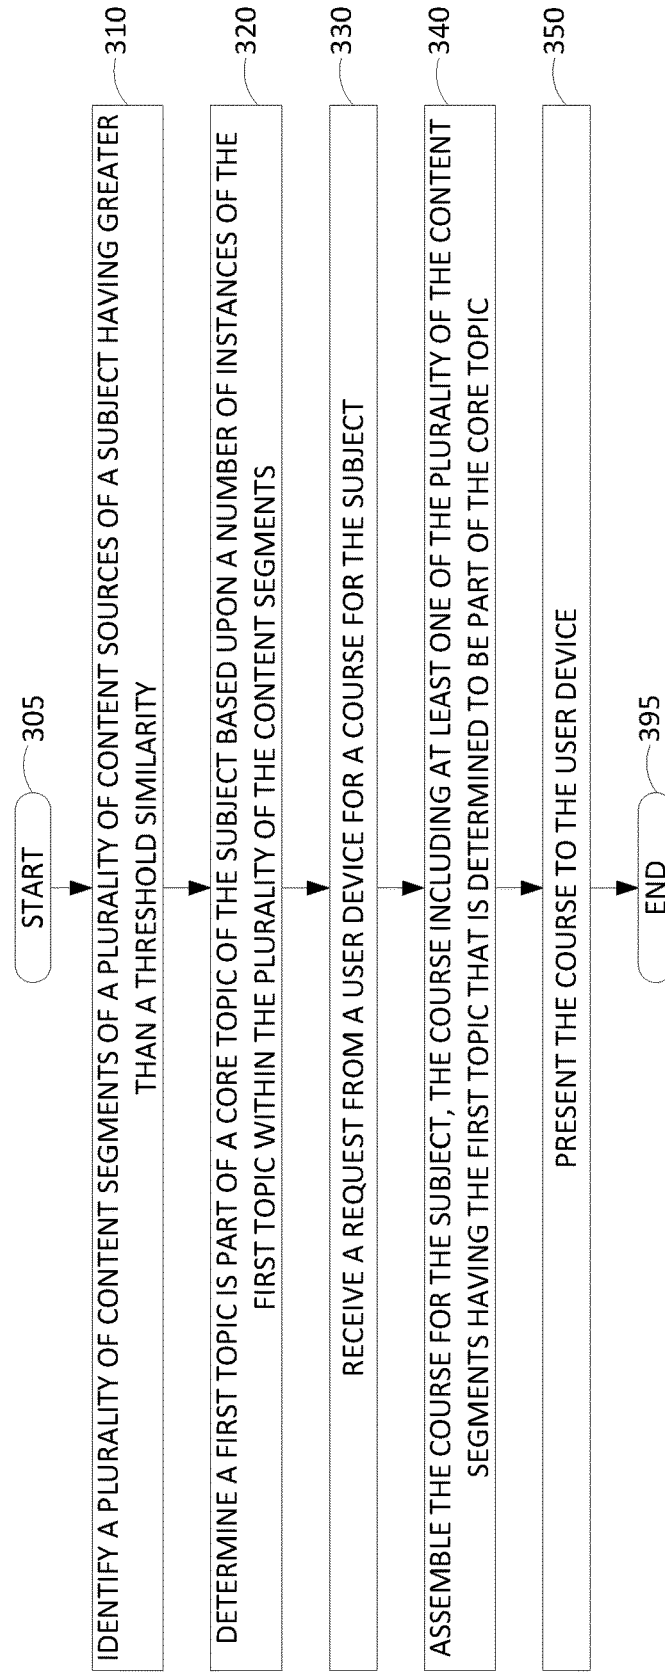 START
305
IDENTIFY A PLURALITY OF CONTENT SEGMENTS OF A PLURALITY OF CONTENT SOURCES OF A SUBJECT HAVING GREATER
THAN A THRESHOLD SIMILARITY
310
DETERMINE A FIRST TOPIC IS PART OF A CORE TOPIC OF THE SUBJECT BASED UPON A NUMBER OF INSTANCES OF THE
FIRST TOPIC WITHIN THE PLURALITY OF THE CONTENT SEGMENTS
320
RECEIVE A REQUEST FROM A USER DEVICE FOR A COURSE FOR THE SUBJECT
330
ASSEMBLE THE COURSE FOR THE SUBJECT, THE COURSE INCLUDING AT LEAST ONE OF THE PLURALITY OF THE CONTENT
SEGMENTS HAVING THE FIRST TOPIC THAT IS DETERMINED TO BE PART OF THE CORE TOPIC
340
PRESENT THE COURSE TO THE USER DEVICE
350
END
395